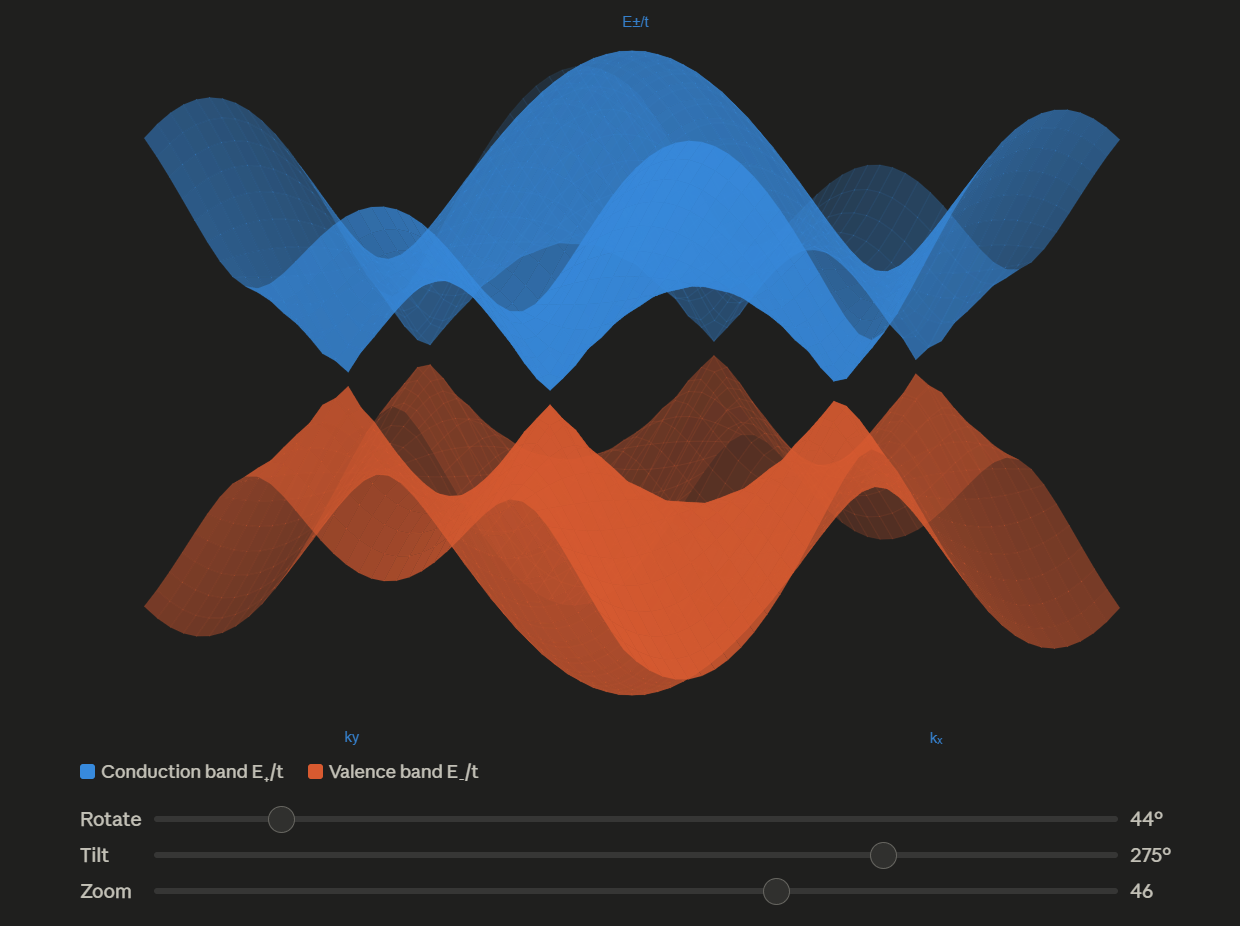 E±/t
ky kₓ
Conduction band E₊/t Valence band E₋/t
Rotate 44°
Tilt 275°
Zoom 46